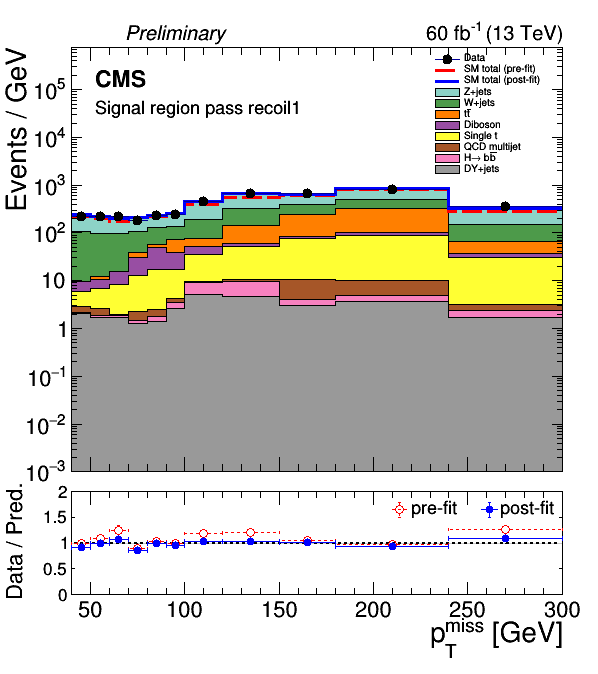 Preliminary
60 fb⁻¹ (13 TeV)
CMS
Signal region pass recoil1
Data
SM total (pre-fit)
SM total (post-fit)
Z+jets
W+jets
tt̅
Diboson
Single t
QCD multijet
H→ bb̅
DY+jets
Events / GeV
10⁵
10⁴
10³
10²
10
1
10⁻¹
10⁻²
10⁻³
Data / Pred.
2
1.5
1
0.5
0
pre-fit
post-fit
50 100 150 200 250 300
p_T^miss [GeV]